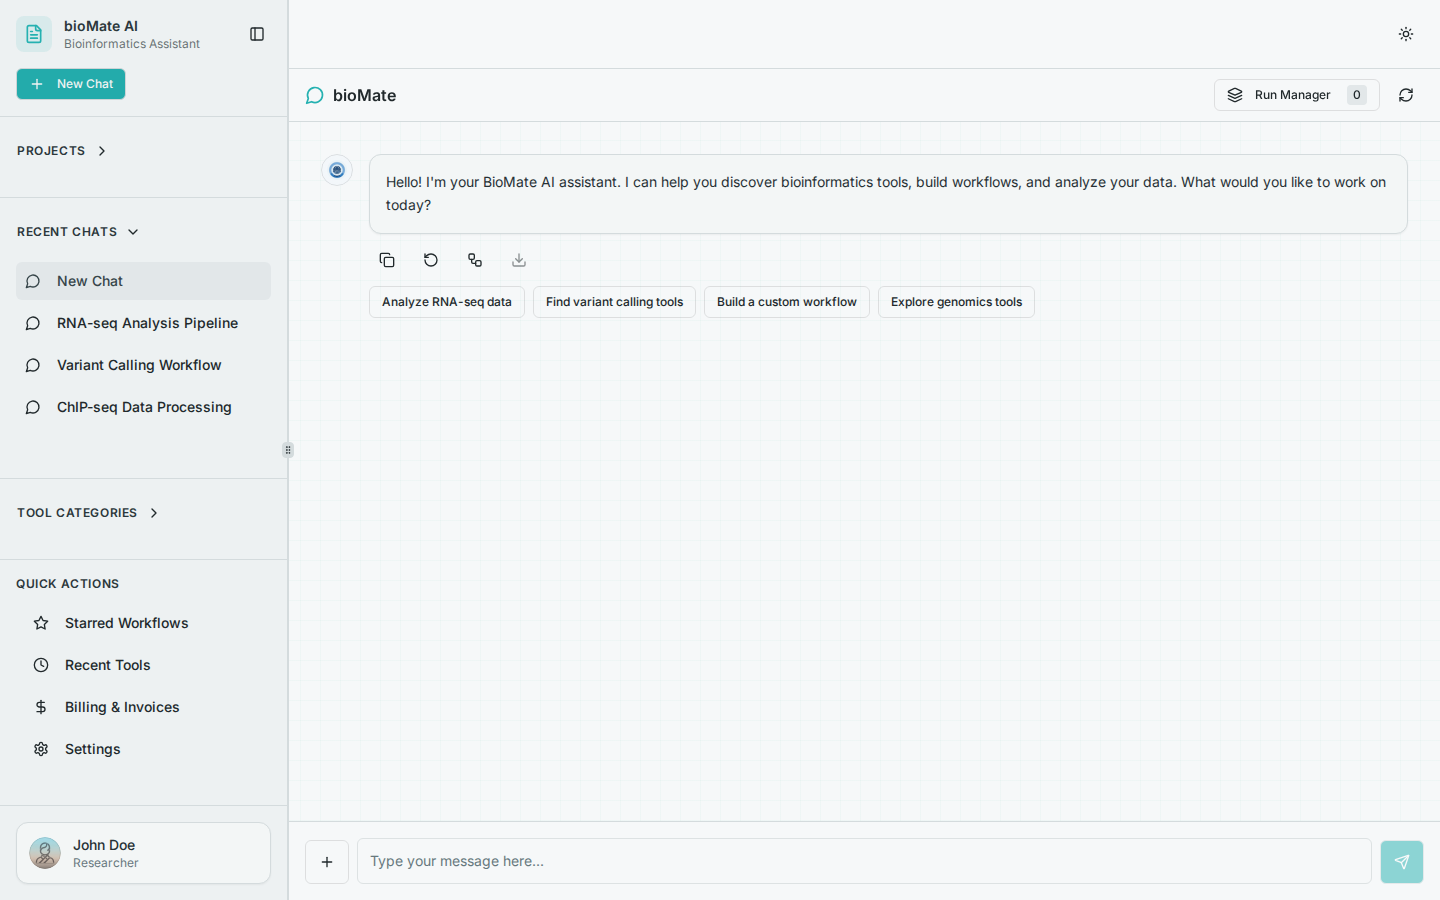 bioMate AI
Bioinformatics Assistant
New Chat
PROJECTS
RECENT CHATS
New Chat
RNA-seq Analysis Pipeline
Variant Calling Workflow
ChIP-seq Data Processing
TOOL CATEGORIES
QUICK ACTIONS
Starred Workflows
Recent Tools
Billing & Invoices
Settings
John Doe
Researcher
bioMate
Run Manager 0
Hello! I'm your BioMate AI assistant. I can help you discover bioinformatics tools, build workflows, and analyze your data. What would you like to work on
today?
Analyze RNA-seq data
Find variant calling tools
Build a custom workflow
Explore genomics tools
Type your message here...